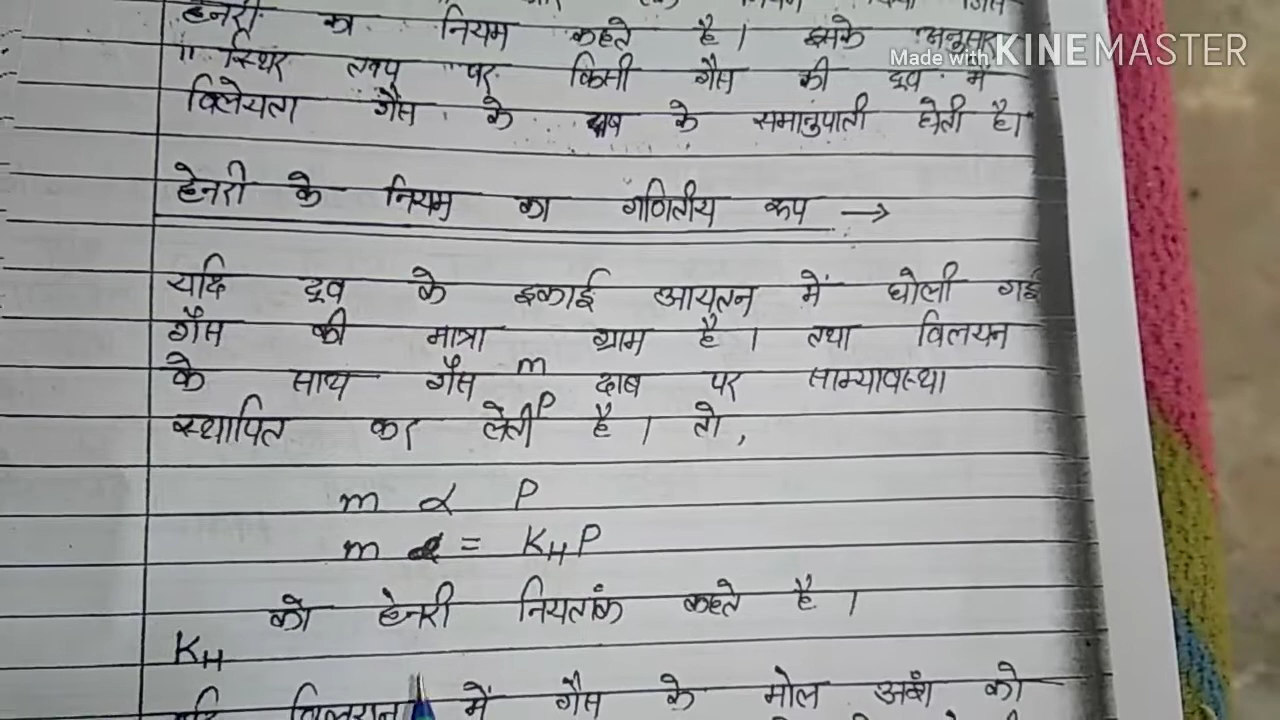 हेनरी का नियम कहते है । इसके अनुसार
Made with KINEMASTER
" स्थिर ताप " पर किसी गैस की द्रव में
विलेयता गैस के दाब के समानुपाती होती है।
हेनरी के नियम का गणितीय रूप →
यदि द्रव के इकाई आयतन में घोली गई
गैस की मात्रा m ग्राम है । तथा विलयन
के साथ गैस P दाब पर साम्यावस्था
स्थापित कर लेती है । तो ,
m α P
m = KHP
KH को हेनरी नियतांक कहते है ।
यदि विलयन में गैस के मोल अंश को